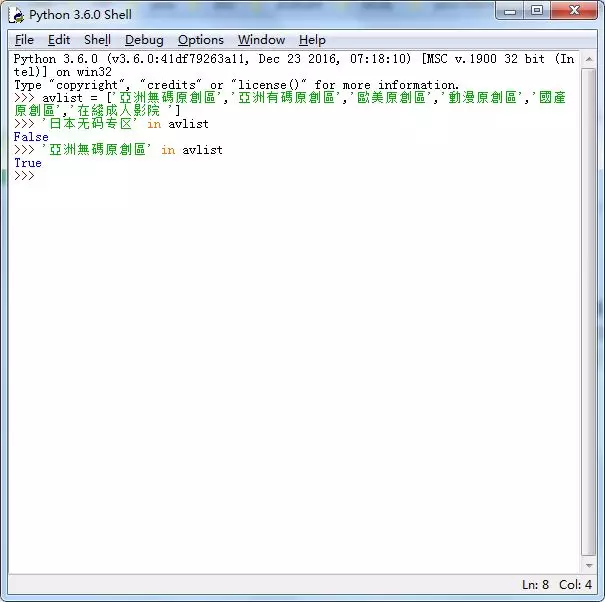 Python 3.6.0 Shell
File Edit Shell Debug Options Window Help
Python 3.6.0 (v3.6.0:41df79263a11, Dec 23 2016, 07:18:10) [MSC v.1900 32 bit (In
tel)] on win32
Type "copyright", "credits" or "license()" for more information.
>>> avlist = ['亞洲無碼原創區','亞洲有碼原創區','歐美原創區','動漫原創區','國產
原創區','在綫成人影院 ']
>>> '日本无码专区' in avlist
False
>>> '亞洲無碼原創區' in avlist
True
>>>
Ln: 8 Col: 4